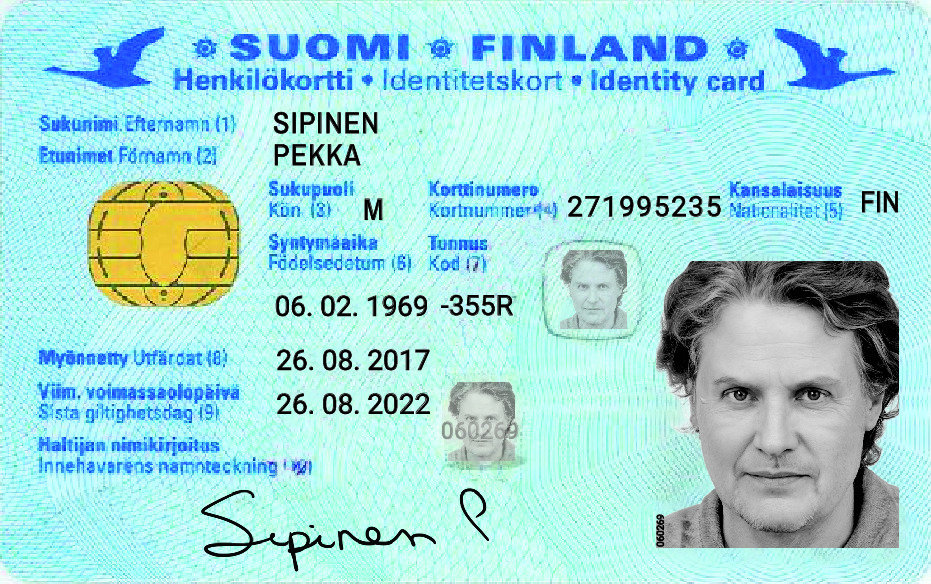 SUOMI FINLAND
Henkilökortti • Identitetskort • Identity card
Sukunimi Efternamn (1) SIPINEN
Etunimet Förnamn (2) PEKKA
Sukupuoli Korttinumero Kansalaisuus
Kön (3) M Kortnummer (4) 271995235 Nationalitet (5) FIN
Syntymäaika Tunnus
Födelsedatum (6) Kod (7)
06. 02. 1969 -355R
Myönnetty Utfärdat (8) 26. 08. 2017
Viim. voimassaolopäivä
Sista giltighetsdag (9) 26. 08. 2022
060269
Haltijan nimikirjoitus
Innehavarens namnteckning
Sipinen P
060269